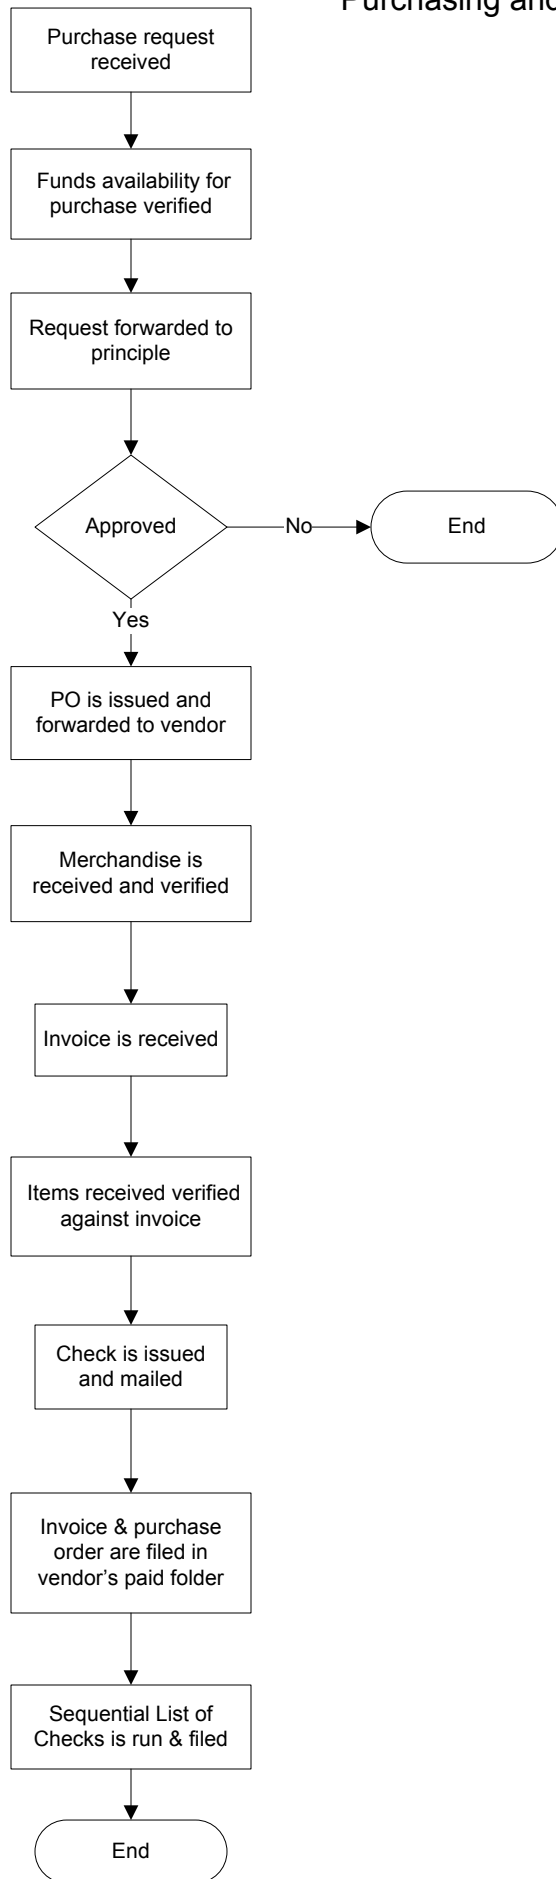 Purchasing and
Purchase request
received
Funds availability for
purchase verified
Request forwarded to
principle
Approved
No
End
Yes
PO is issued and
forwarded to vendor
Merchandise is
received and verified
Invoice is received
Items received verified
against invoice
Check is issued
and mailed
Invoice & purchase
order are filed in
vendor’s paid folder
Sequential List of
Checks is run & filed
End